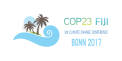 COP23 FIJI
UN CLIMATE CHANGE CONFERENCE
BONN 2017